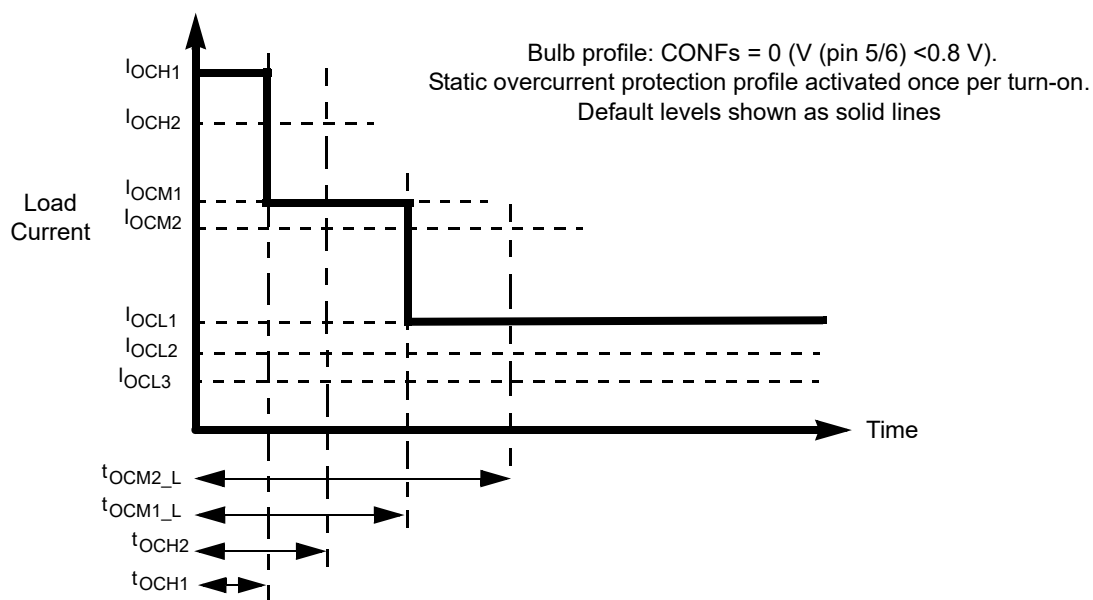 Bulb profile: CONFs = 0 (V (pin 5/6) <0.8 V).
Static overcurrent protection profile activated once per turn-on.
Default levels shown as solid lines
IOCH1
IOCH2
IOCM1
IOCM2
Load
Current
IOCL1
IOCL2
IOCL3
Time
tOCM2_L
tOCM1_L
tOCH2
tOCH1